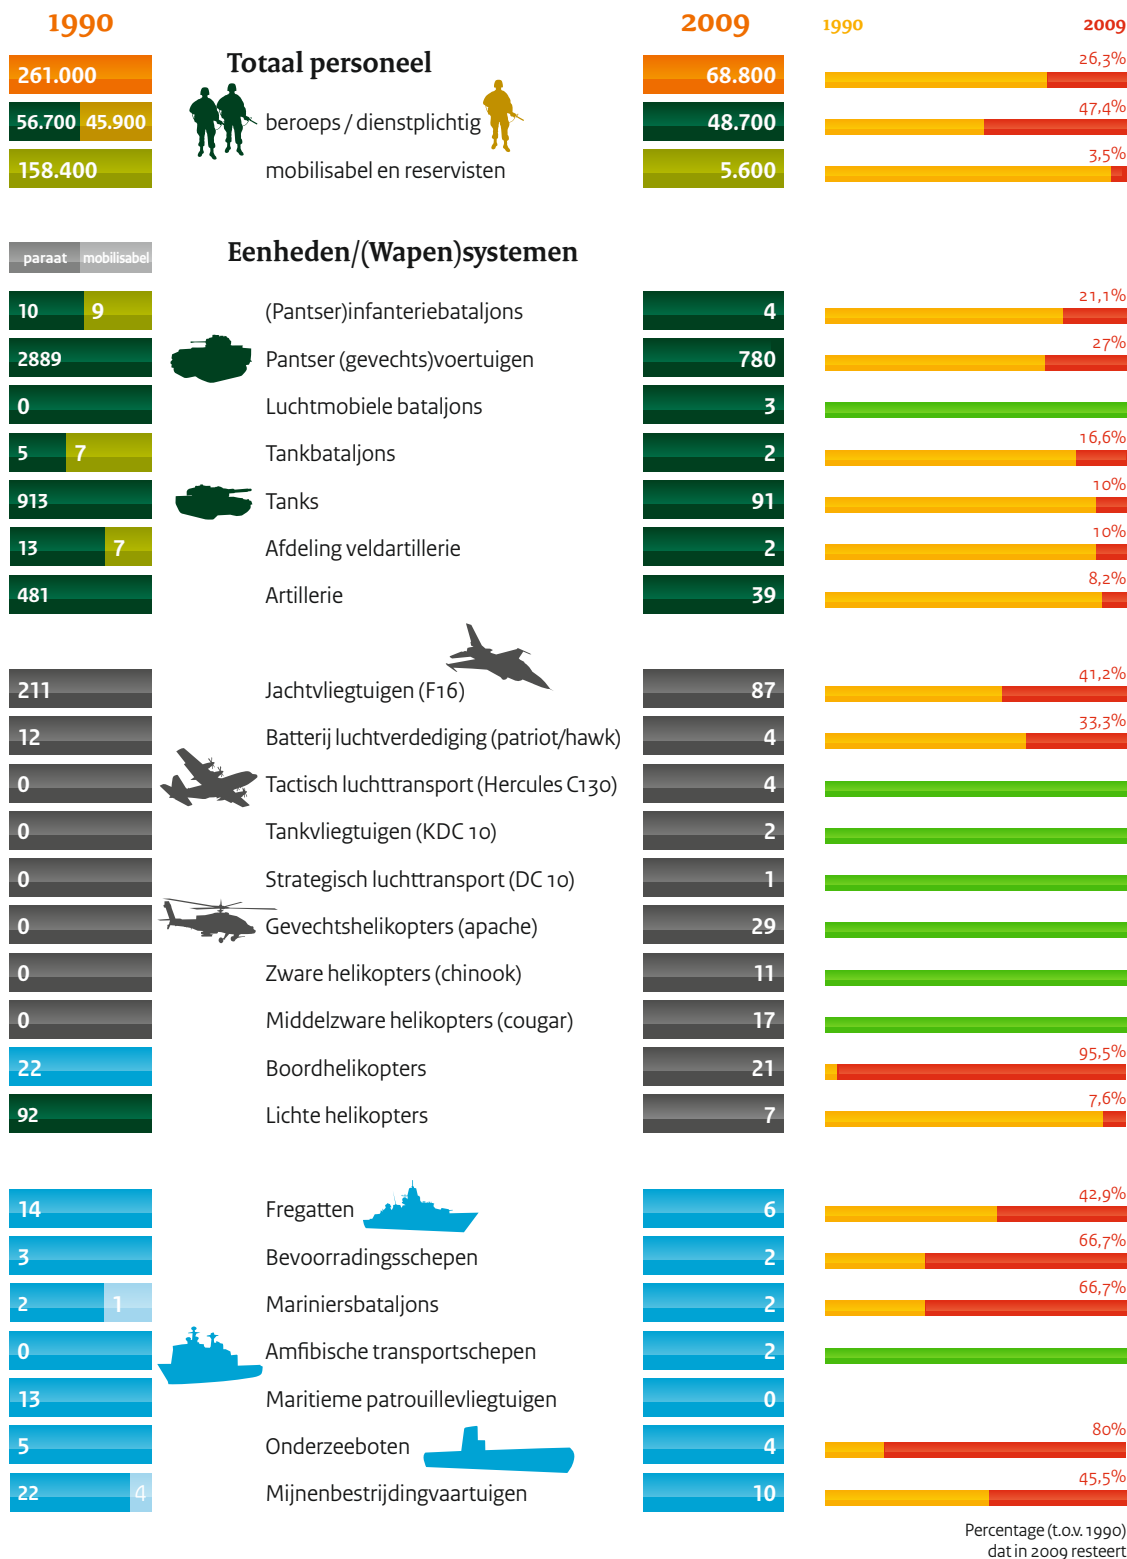 1990 2009 1990 2009
Totaal personeel
261.000 68.800 26,3%
56.700 45.900 beroeps / dienstplichtig 48.700 47,4%
158.400 mobilisabel en reservisten 5.600 3,5%
paraat mobilisabel Eenheden/(Wapen)systemen
10 9 (Pantser)infanteriebataljons 4 21,1%
2889 Pantser (gevechts)voertuigen 780 27%
0 Luchtmobiele bataljons 3
5 7 Tankbataljons 2 16,6%
913 Tanks 91 10%
13 7 Afdeling veldartillerie 2 10%
481 Artillerie 39 8,2%
211 Jachtvliegtuigen (F16) 87 41,2%
12 Batterij luchtverdediging (patriot/hawk) 4 33,3%
0 Tactisch luchttransport (Hercules C130) 4
0 Tankvliegtuigen (KDC 10) 2
0 Strategisch luchttransport (DC 10) 1
0 Gevechtshelikopters (apache) 29
0 Zware helikopters (chinook) 11
0 Middelzware helikopters (cougar) 17
22 Boordhelikopters 21 95,5%
92 Lichte helikopters 7 7,6%
14 Fregatten 6 42,9%
3 Bevoorradingsschepen 2 66,7%
2 1 Mariniersbataljons 2 66,7%
0 Amfibische transportschepen 2
13 Maritieme patrouillevliegtuigen 0
5 Onderzeeboten 4 80%
22 4 Mijnenbestrijdingvaartuigen 10 45,5%
Percentage (t.o.v. 1990)
dat in 2009 resteert